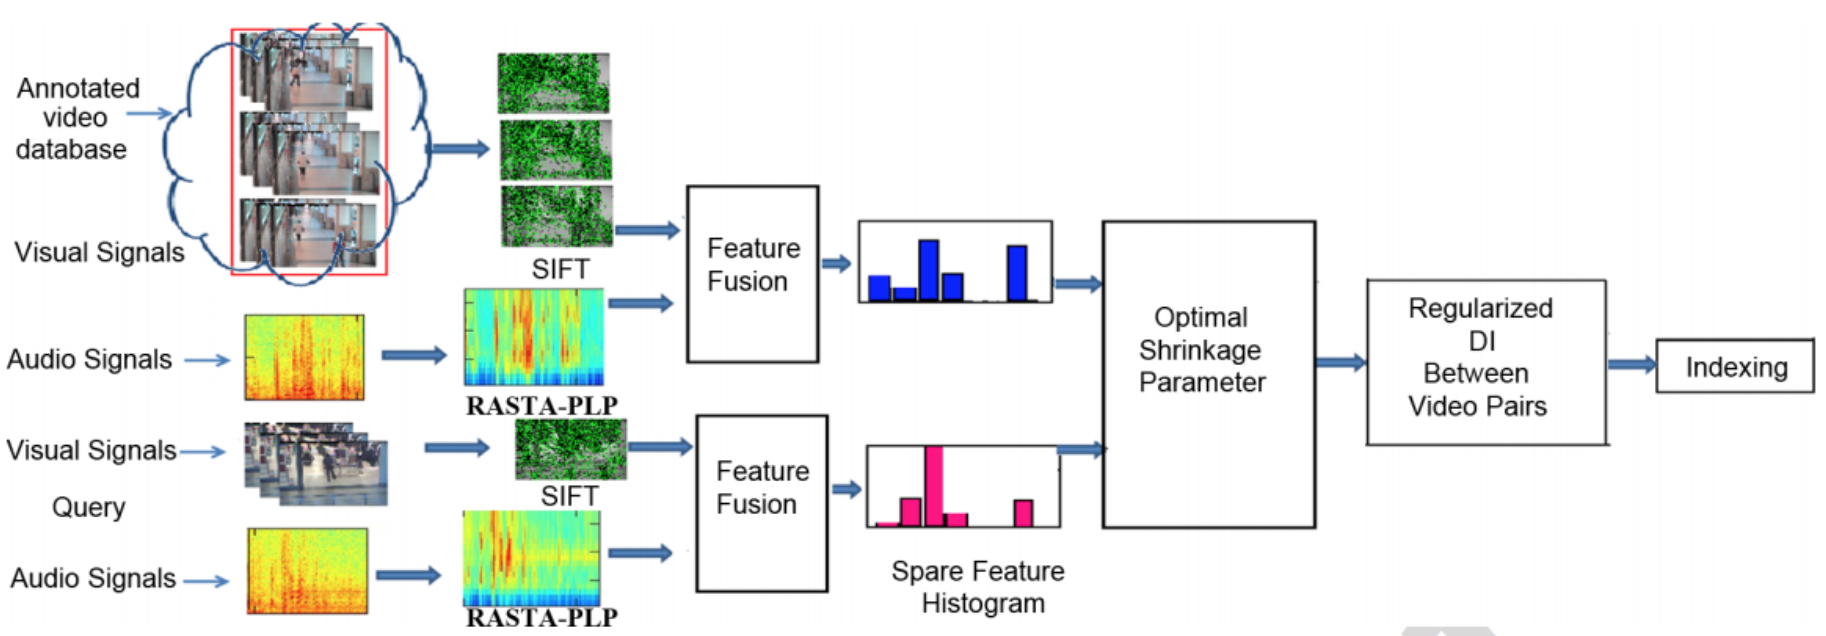 Annotated
video
database
Visual Signals
SIFT
Audio Signals
RASTA-PLP
Feature
Fusion
Visual Signals
Query
SIFT
Audio Signals
RASTA-PLP
Feature
Fusion
Spare Feature
Histogram
Optimal
Shrinkage
Parameter
Regularized
DI
Between
Video Pairs
Indexing